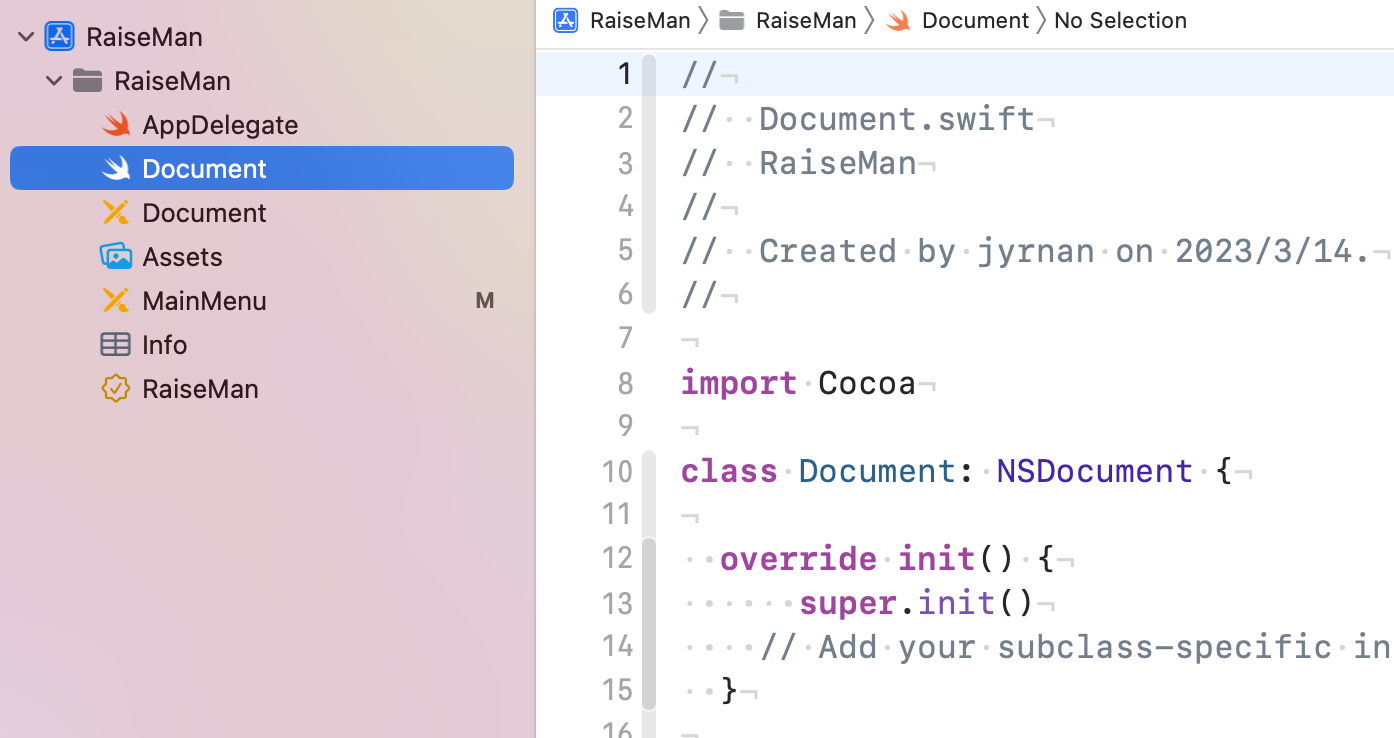 RaiseMan
RaiseMan
AppDelegate
Document
Document
Assets
MainMenu M
Info
RaiseMan
RaiseMan 〉 RaiseMan 〉 Document 〉 No Selection
1 //¬
2 //··Document.swift¬
3 //··RaiseMan¬
4 //¬
5 //··Created·by·jyrnan·on·2023/3/14.¬
6 //¬
7 ¬
8 import·Cocoa¬
9 ¬
10 class·Document:·NSDocument·{¬
11 ¬
12 ··override·init()·{¬
13 ······super.init()¬
14 ····//·Add·your·subclass-specific·in
15 ··}¬
16 ¬